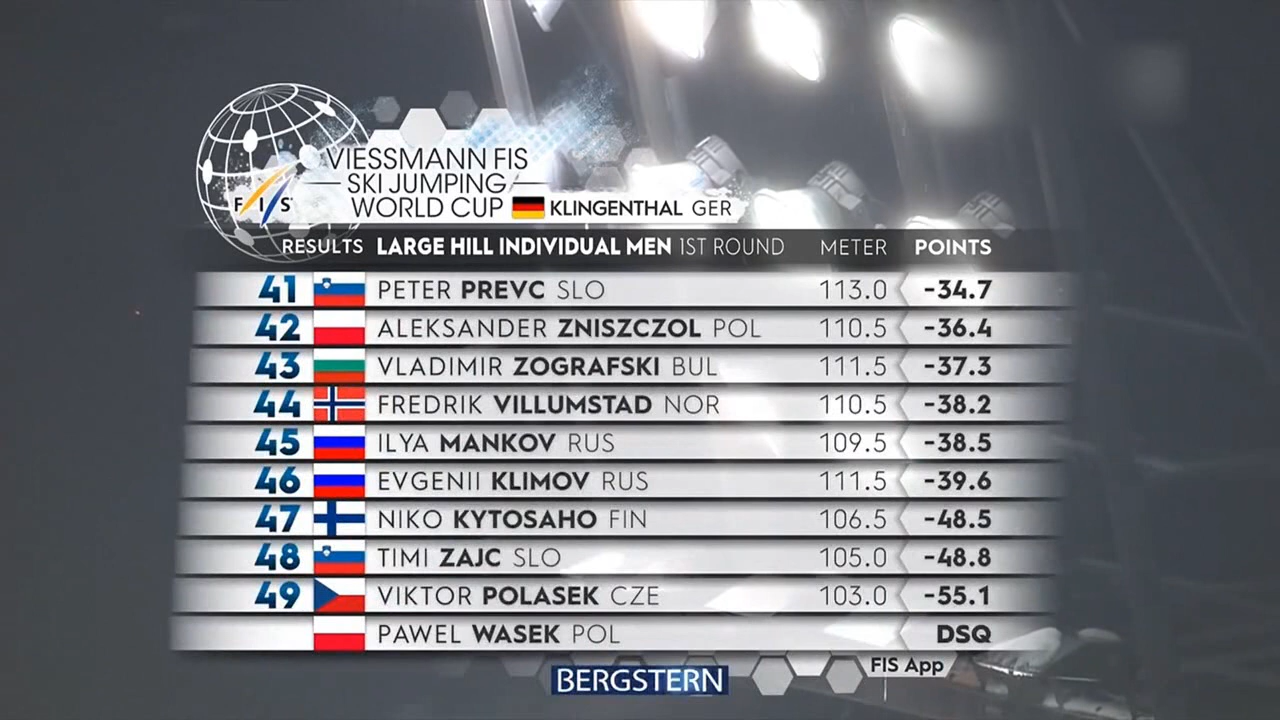 VIESSMANN FIS
SKI JUMPING
WORLD CUP KLINGENTHAL GER
FIS
RESULTS LARGE HILL INDIVIDUAL MEN 1ST ROUND METER POINTS
41 PETER PREVC SLO 113.0 -34.7
42 ALEKSANDER ZNISZCZOL POL 110.5 -36.4
43 VLADIMIR ZOGRAFSKI BUL 111.5 -37.3
44 FREDRIK VILLUMSTAD NOR 110.5 -38.2
45 ILYA MANKOV RUS 109.5 -38.5
46 EVGENII KLIMOV RUS 111.5 -39.6
47 NIKO KYTOSAHO FIN 106.5 -48.5
48 TIMI ZAJC SLO 105.0 -48.8
49 VIKTOR POLASEK CZE 103.0 -55.1
PAWEL WASEK POL DSQ
FIS App
BERGSTERN